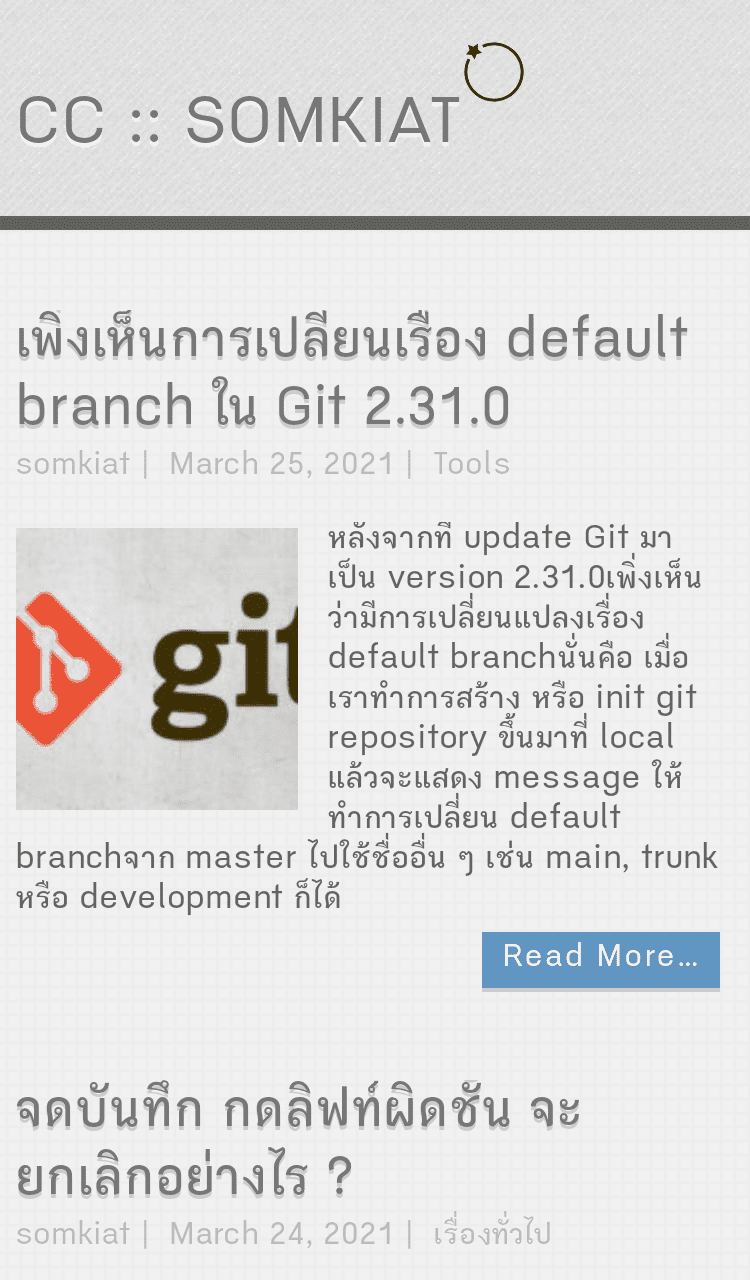 CC :: SOMKIAT
เพิ่งเห็นการเปลี่ยนเรื่อง default
branch ใน Git 2.31.0
somkiat | March 25, 2021 | Tools
git
หลังจากที่ update Git มา
เป็น version 2.31.0เพิ่งเห็น
ว่ามีการเปลี่ยนแปลงเรื่อง
default branchนั่นคือ เมื่อ
เราทำการสร้าง หรือ init git
repository ขึ้นมาที่ local
แล้วจะแสดง message ให้
ทำการเปลี่ยน default
branchจาก master ไปใช้ชื่ออื่น ๆ เช่น main, trunk
หรือ development ก็ได้
Read More…
จดบันทึก กดลิฟท์ผิดชั้น จะ
ยกเลิกอย่างไร ?
somkiat | March 24, 2021 | เรื่องทั่วไป